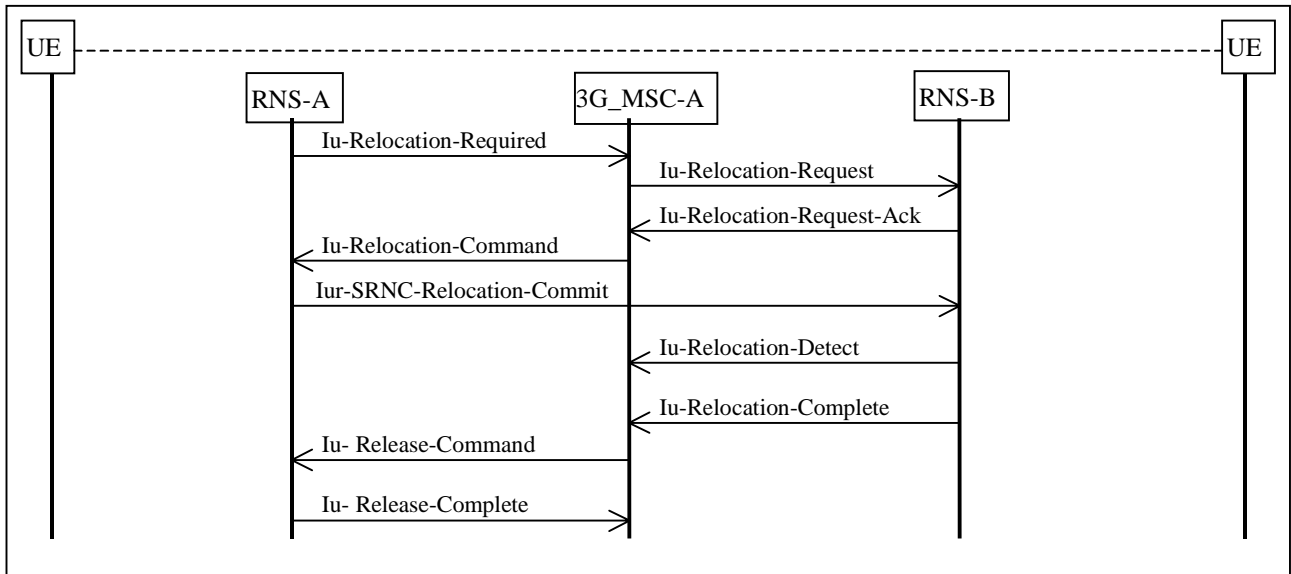 UE
UE
RNS-A
3G_MSC-A
RNS-B
Iu-Relocation-Required
Iu-Relocation-Request
Iu-Relocation-Request-Ack
Iu-Relocation-Command
Iur-SRNC-Relocation-Commit
Iu-Relocation-Detect
Iu-Relocation-Complete
Iu- Release-Command
Iu- Release-Complete